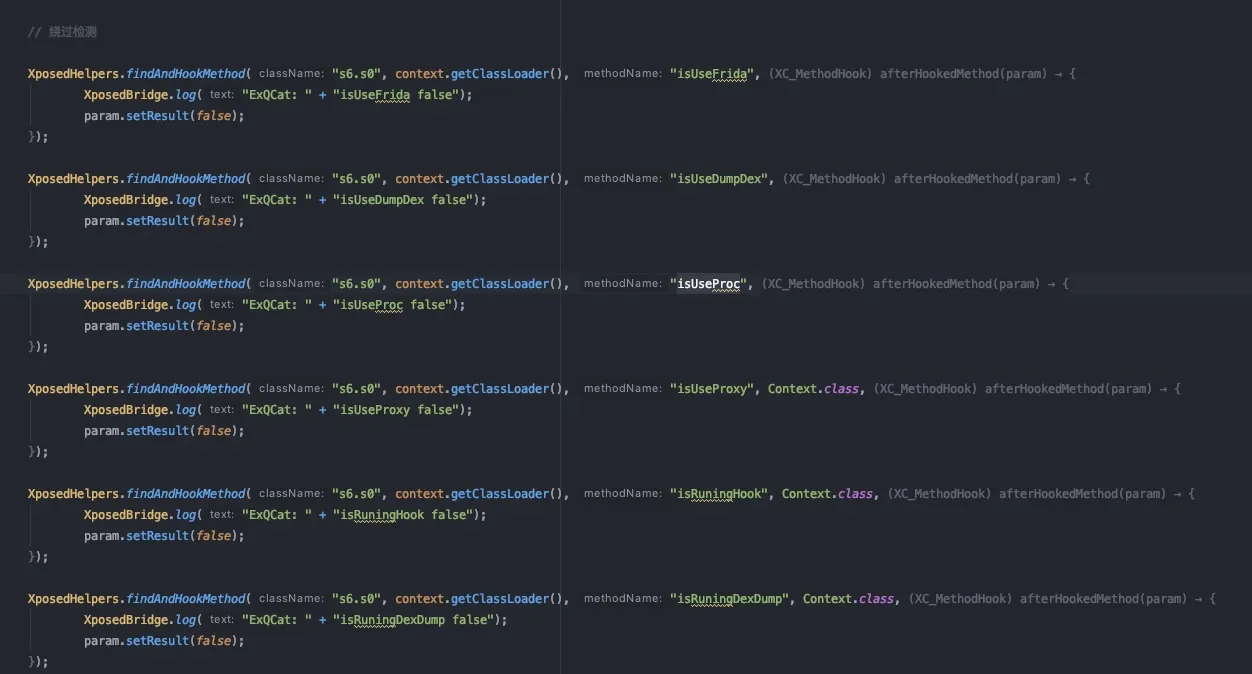 // 绕过检测
XposedHelpers.findAndHookMethod( className: "s6.s0", context.getClassLoader(), methodName: "isUseFrida", (XC_MethodHook) afterHookedMethod(param) → {
XposedBridge.log( text: "ExQCat: " + "isUseFrida false");
param.setResult(false);
});
XposedHelpers.findAndHookMethod( className: "s6.s0", context.getClassLoader(), methodName: "isUseDumpDex", (XC_MethodHook) afterHookedMethod(param) → {
XposedBridge.log( text: "ExQCat: " + "isUseDumpDex false");
param.setResult(false);
});
XposedHelpers.findAndHookMethod( className: "s6.s0", context.getClassLoader(), methodName: "isUseProc", (XC_MethodHook) afterHookedMethod(param) → {
XposedBridge.log( text: "ExQCat: " + "isUseProc false");
param.setResult(false);
});
XposedHelpers.findAndHookMethod( className: "s6.s0", context.getClassLoader(), methodName: "isUseProxy", Context.class, (XC_MethodHook) afterHookedMethod(param) → {
XposedBridge.log( text: "ExQCat: " + "isUseProxy false");
param.setResult(false);
});
XposedHelpers.findAndHookMethod( className: "s6.s0", context.getClassLoader(), methodName: "isRuningHook", Context.class, (XC_MethodHook) afterHookedMethod(param) → {
XposedBridge.log( text: "ExQCat: " + "isRuningHook false");
param.setResult(false);
});
XposedHelpers.findAndHookMethod( className: "s6.s0", context.getClassLoader(), methodName: "isRuningDexDump", Context.class, (XC_MethodHook) afterHookedMethod(param) → {
XposedBridge.log( text: "ExQCat: " + "isRuningDexDump false");
param.setResult(false);
});